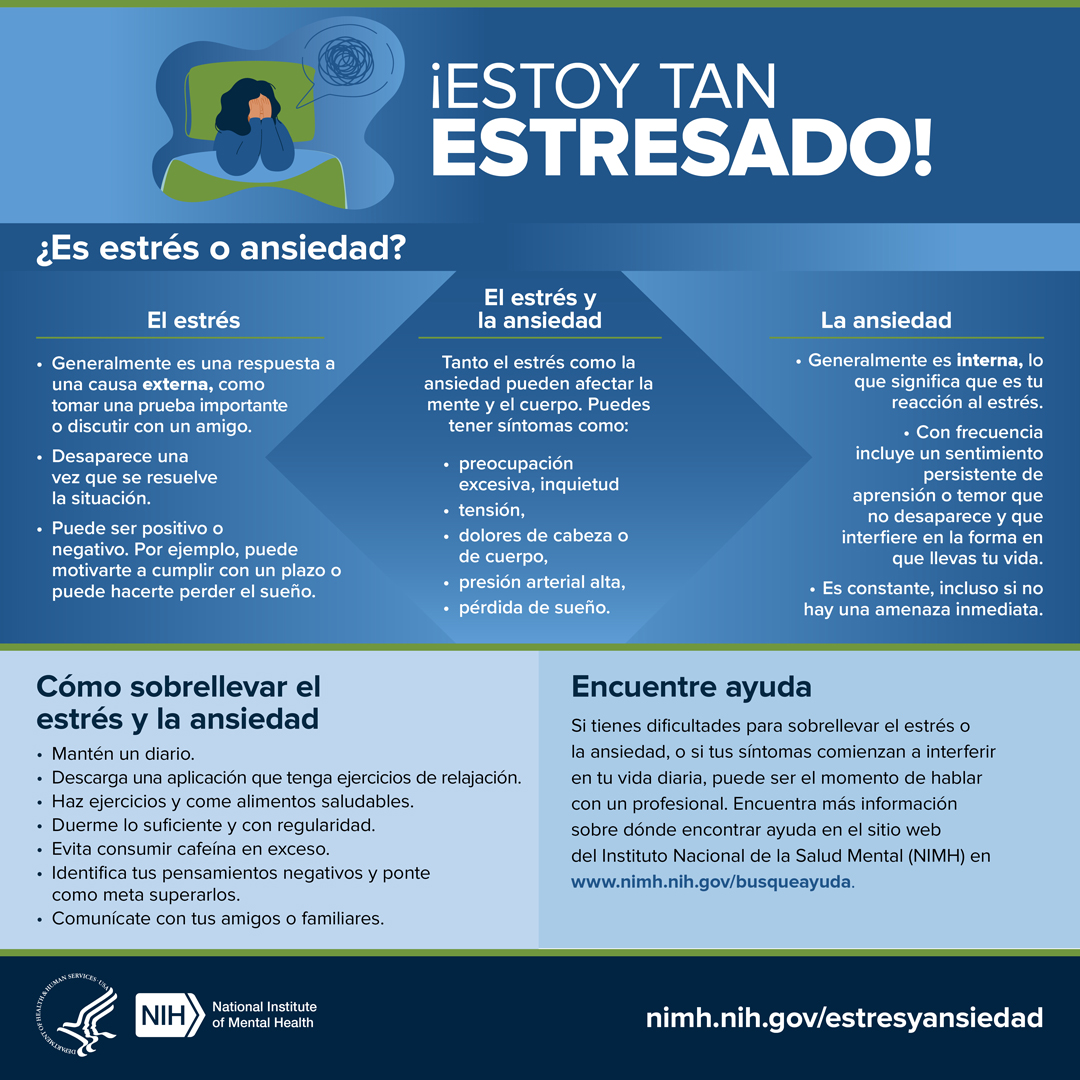 ¡ESTOY TAN
ESTRESADO!
¿Es estrés o ansiedad?
El estrés
• Generalmente es una respuesta a
una causa externa, como
tomar una prueba importante
o discutir con un amigo.
• Desaparece una
vez que se resuelve
la situación.
• Puede ser positivo o
negativo. Por ejemplo, puede
motivarte a cumplir con un plazo o
puede hacerte perder el sueño.
El estrés y
la ansiedad
Tanto el estrés como la
ansiedad pueden afectar la
mente y el cuerpo. Puedes
tener síntomas como:
• preocupación
excesiva, inquietud
• tensión,
• dolores de cabeza o
de cuerpo,
• presión arterial alta,
• pérdida de sueño.
La ansiedad
• Generalmente es interna, lo
que significa que es tu
reacción al estrés.
• Con frecuencia
incluye un sentimiento
persistente de
aprensión o temor que
no desaparece y que
interfiere en la forma en
que llevas tu vida.
• Es constante, incluso si no
hay una amenaza inmediata.
Cómo sobrellevar el
estrés y la ansiedad
• Mantén un diario.
• Descarga una aplicación que tenga ejercicios de relajación.
• Haz ejercicios y come alimentos saludables.
• Duerme lo suficiente y con regularidad.
• Evita consumir cafeína en exceso.
• Identifica tus pensamientos negativos y ponte
como meta superarlos.
• Comunícate con tus amigos o familiares.
Encuentre ayuda
Si tienes dificultades para sobrellevar el estrés o
la ansiedad, o si tus síntomas comienzan a interferir
en tu vida diaria, puede ser el momento de hablar
con un profesional. Encuentra más información
sobre dónde encontrar ayuda en el sitio web
del Instituto Nacional de la Salud Mental (NIMH) en
www.nimh.nih.gov/busqueayuda.
DEPARTMENT OF HEALTH & HUMAN SERVICES · USA
NIH
National Institute
of Mental Health
nimh.nih.gov/estresyansiedad